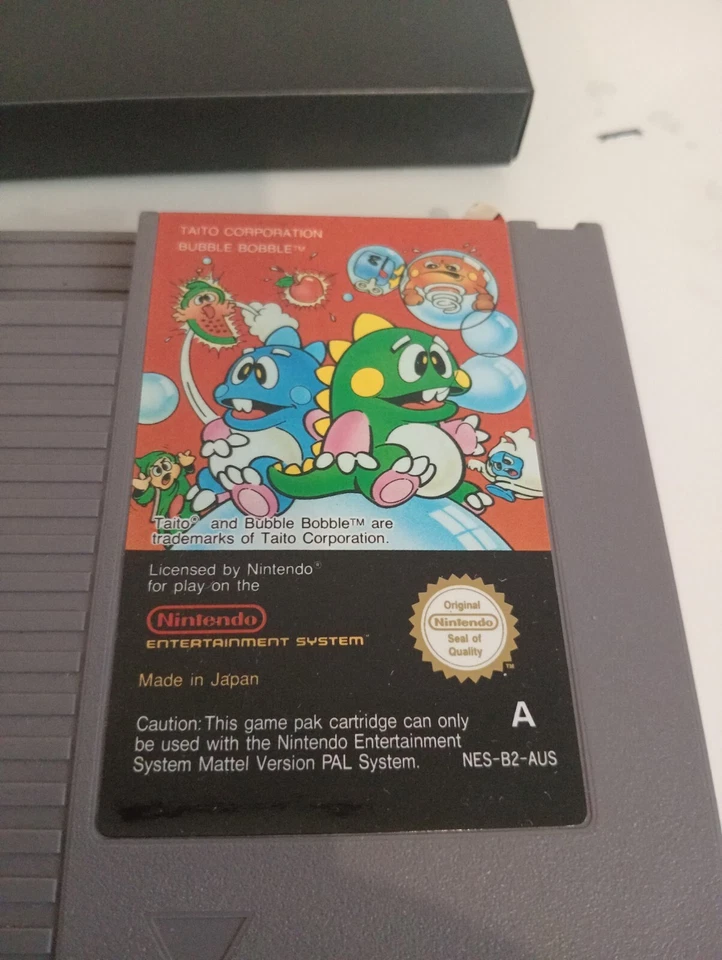 TAITO CORPORATION
BUBBLE BOBBLE™
Taito© and Bubble Bobble™ are
trademarks of Taito Corporation.
Licensed by Nintendo®
for play on the
Nintendo
ENTERTAINMENT SYSTEM
Made in Japan
Original
Nintendo
Seal of
Quality
™
Caution: This game pak cartridge can only
be used with the Nintendo Entertainment
System Mattel Version PAL System.
A
NES-B2-AUS